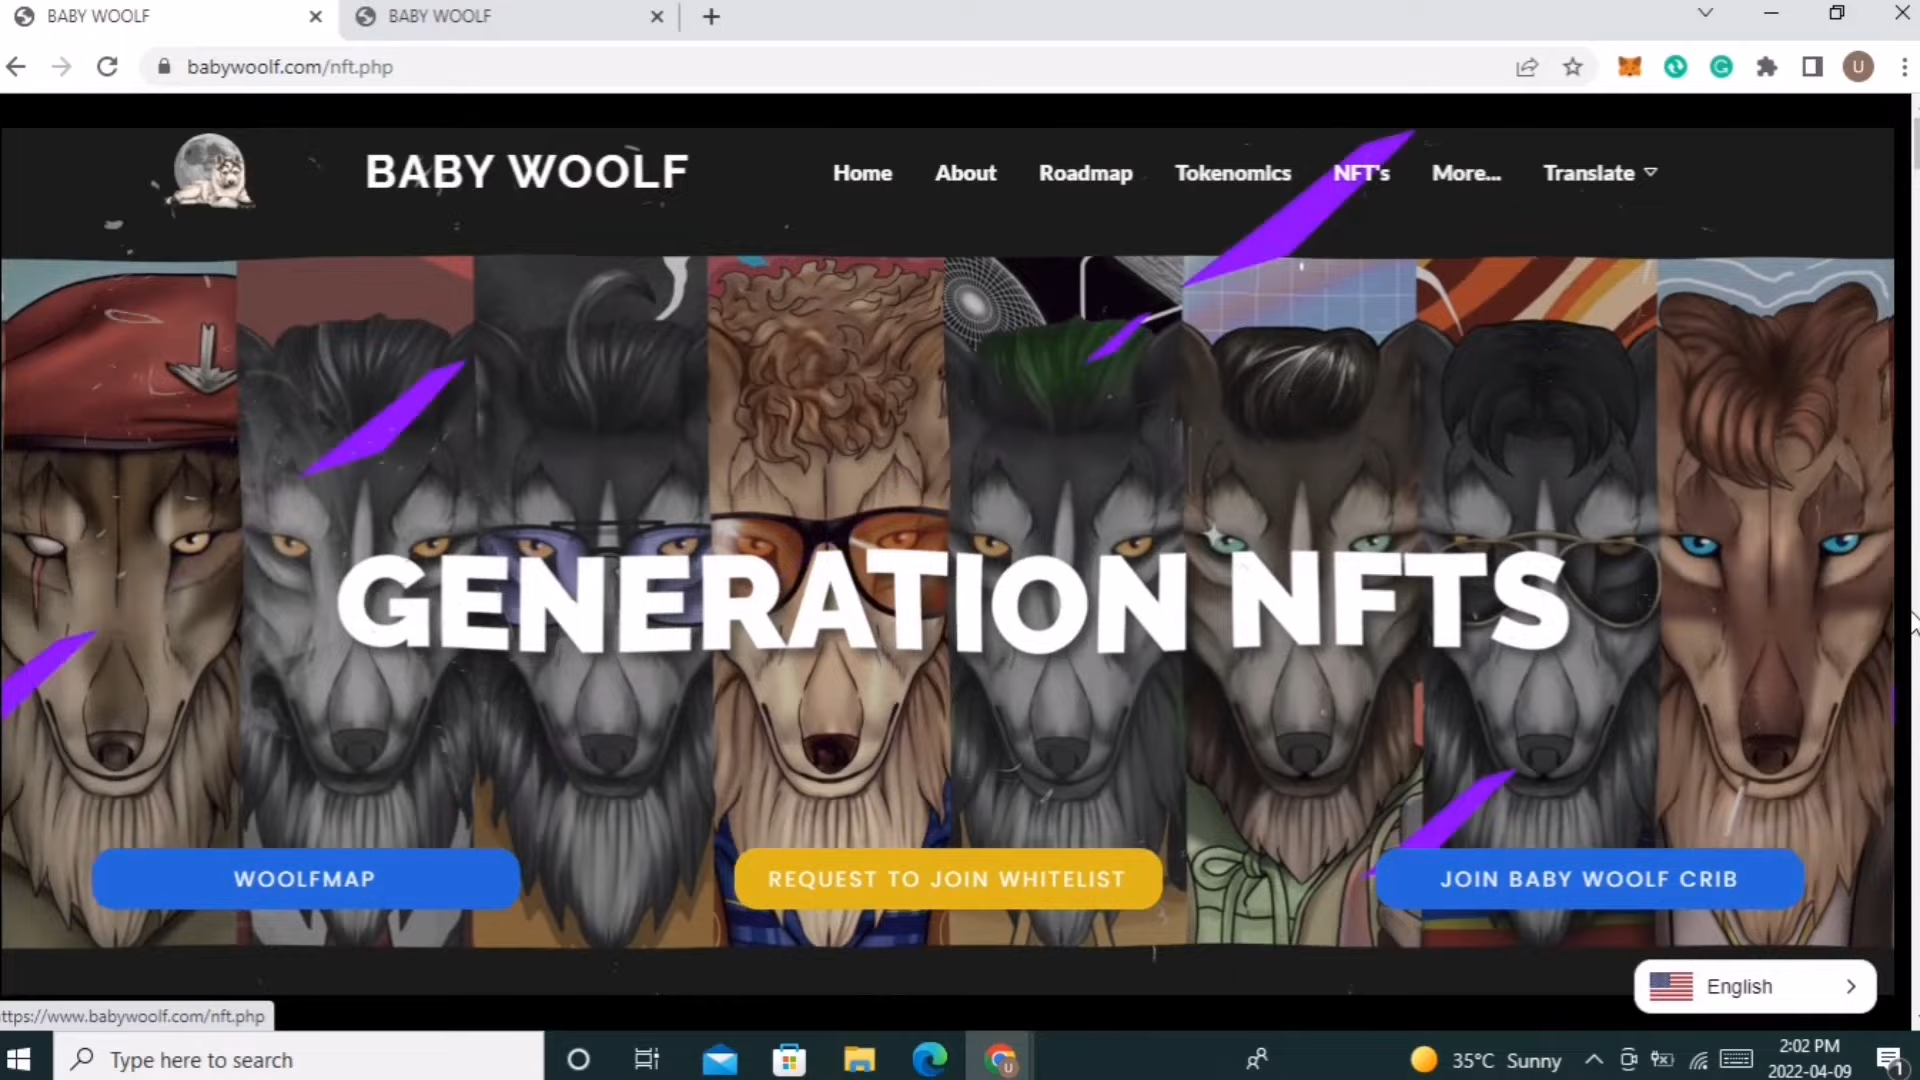 BABY WOOLF
BABY WOOLF
babywoolf.com/nft.php
U
BABY WOOLF
Home About Roadmap Tokenomics NFT's More... Translate
GENERATION NFTS
WOOLFMAP
REQUEST TO JOIN WHITELIST
JOIN BABY WOOLF CRIB
English
ttps://www.babywoolf.com/nft.php
Type here to search
U
35°C Sunny
2:02 PM
2022-04-09
1